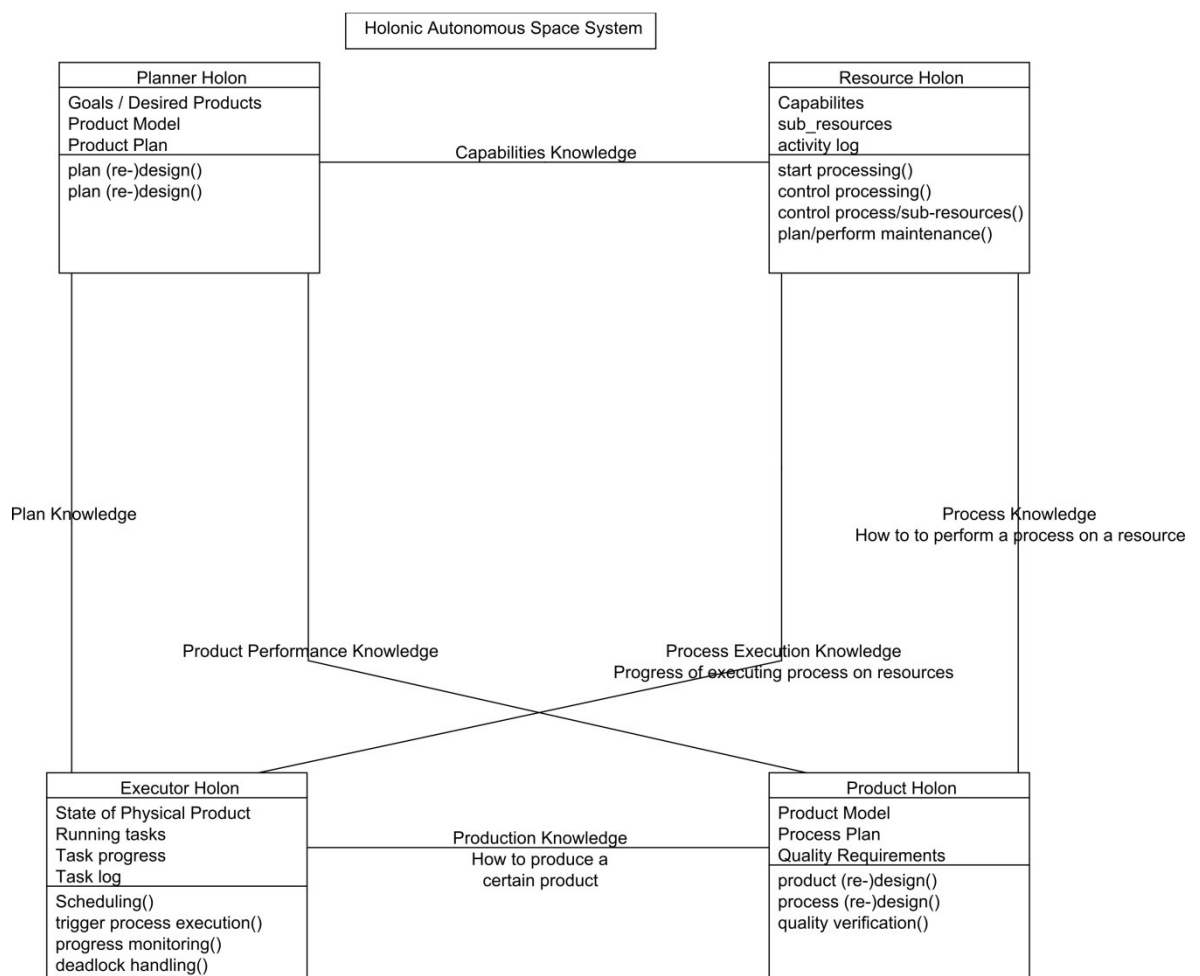 Holonic Autonomous Space System
Planner Holon
Goals / Desired Products
Product Model
Product Plan
plan (re-)design()
plan (re-)design()
Capabilities Knowledge
Resource Holon
Capabilites
sub_resources
activity log
start processing()
control processing()
control process/sub-resources()
plan/perform maintenance()
Plan Knowledge
Process Knowledge
How to to perform a process on a resource
Product Performance Knowledge
Process Execution Knowledge
Progress of executing process on resources
Executor Holon
State of Physical Product
Running tasks
Task progress
Task log
Scheduling()
trigger process execution()
progress monitoring()
deadlock handling()
Production Knowledge
How to produce a
certain product
Product Holon
Product Model
Process Plan
Quality Requirements
product (re-)design()
process (re-)design()
quality verification()